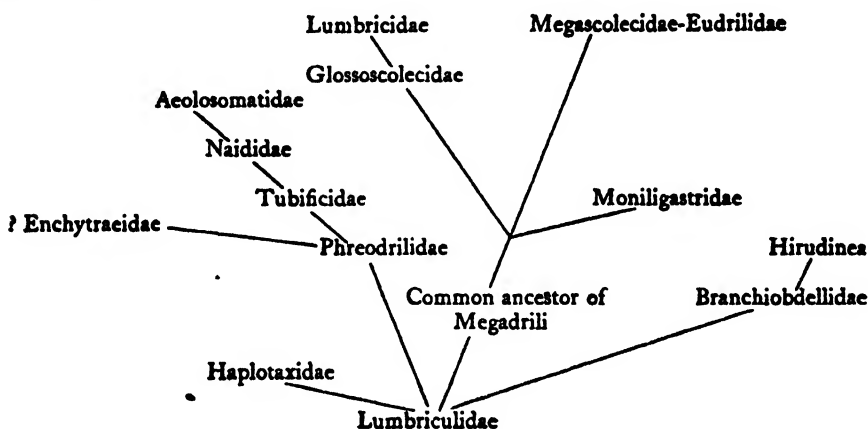 Lumbricidae
Megascolecidae-Eudrilidae
Glossoscolecidae
Aeolosomatidae
Naididae
Tubificidae
Moniligastridae
? Enchytraeidae
Phreodrilidae
Hirudinea
Common ancestor of
Megadrili
Branchiobdellidae
Haplotaxidae
Lumbriculidae